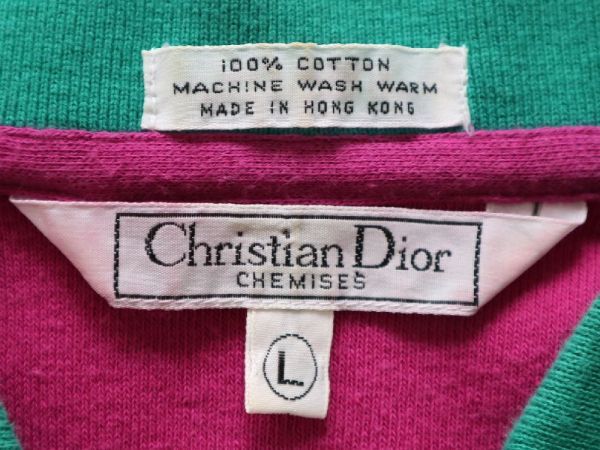 100% COTTON
MACHINE WASH WARM
MADE IN HONG KONG
Christian Dior
CHEMISES
L